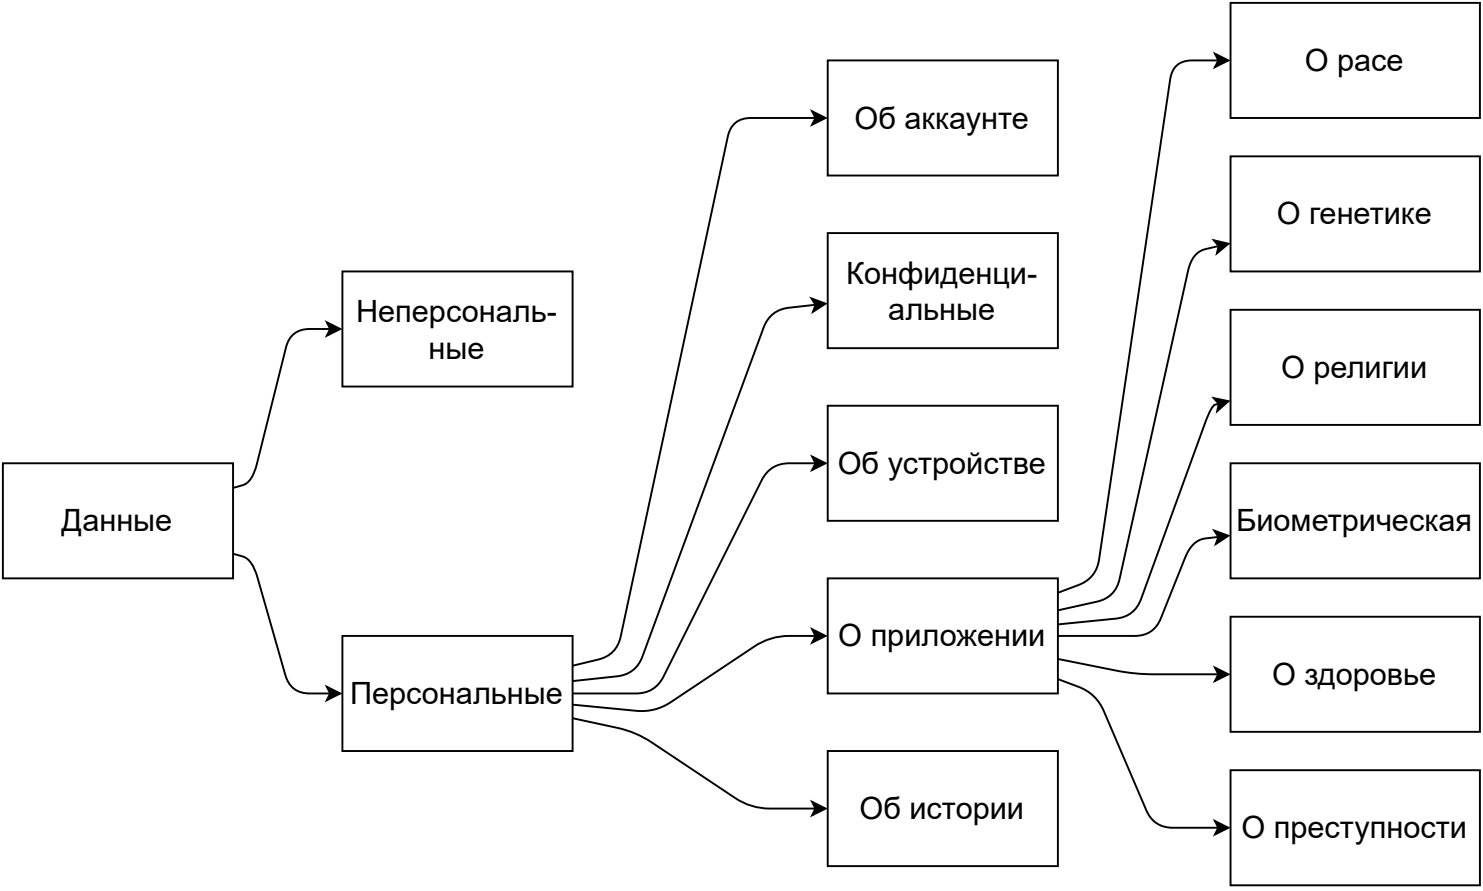 Данные
Неперсональ-
ные
Персональные
Об аккаунте
Конфиденци-
альные
Об устройстве
О приложении
Об истории
О расе
О генетике
О религии
Биометрическая
О здоровье
О преступности